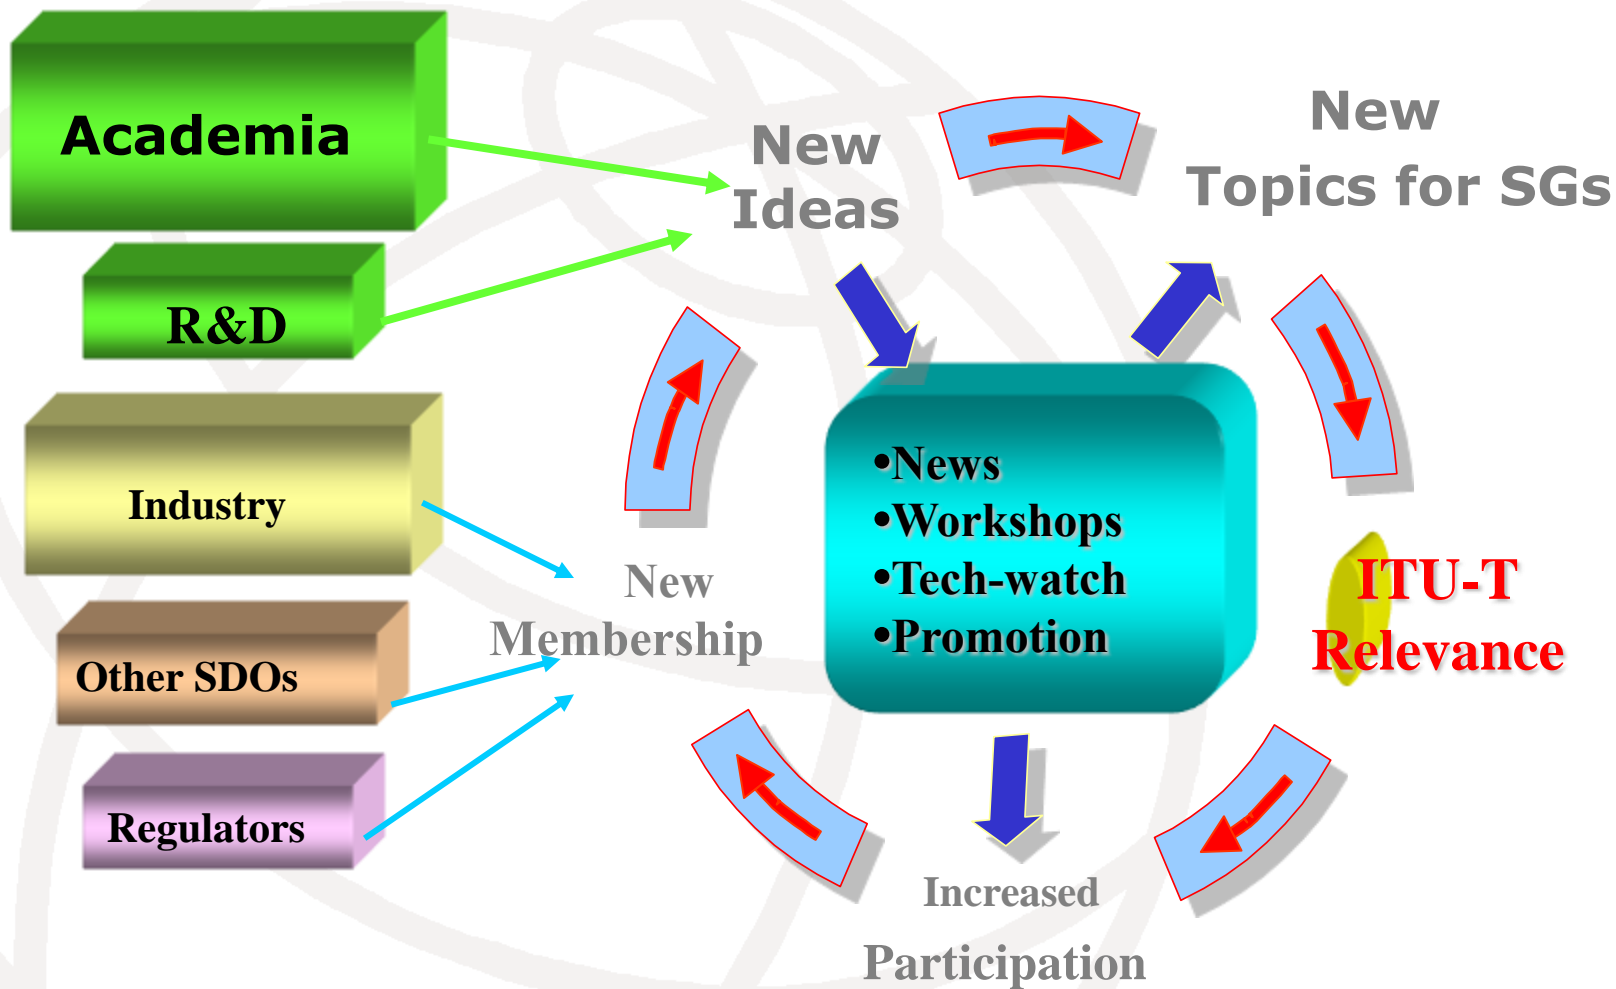 Academia
R&D
Industry
Other SDOs
Regulators
New
Ideas
New
Topics for SGs
•News
•Workshops
•Tech-watch
•Promotion
New
Membership
ITU-T
Relevance
Increased
Participation